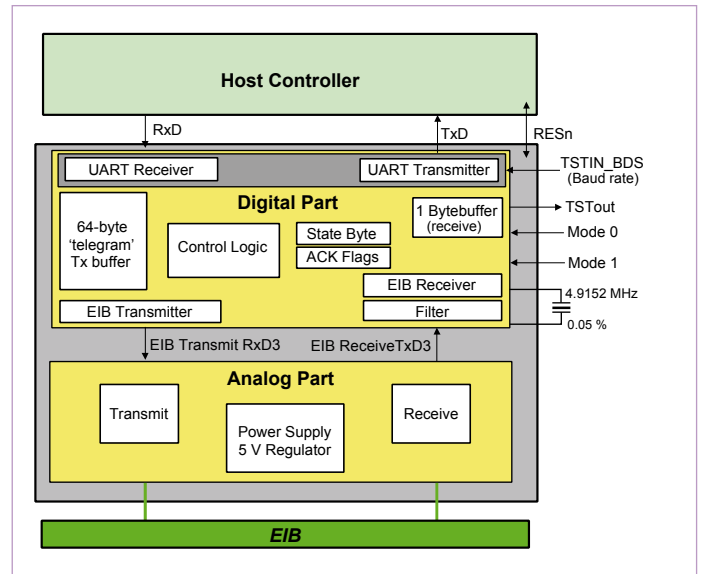 Host Controller
RxD
TxD
RESn
UART Receiver
UART Transmitter
TSTIN_BDS
(Baud rate)
Digital Part
64-byte
‘telegram’
Tx buffer
Control Logic
State Byte
ACK Flags
1 Bytebuffer
(receive)
TSTout
Mode 0
Mode 1
EIB Receiver
Filter
EIB Transmitter
4.9152 MHz
0.05 %
EIB Transmit RxD3
EIB ReceiveTxD3
Analog Part
Transmit
Power Supply
5 V Regulator
Receive
EIB